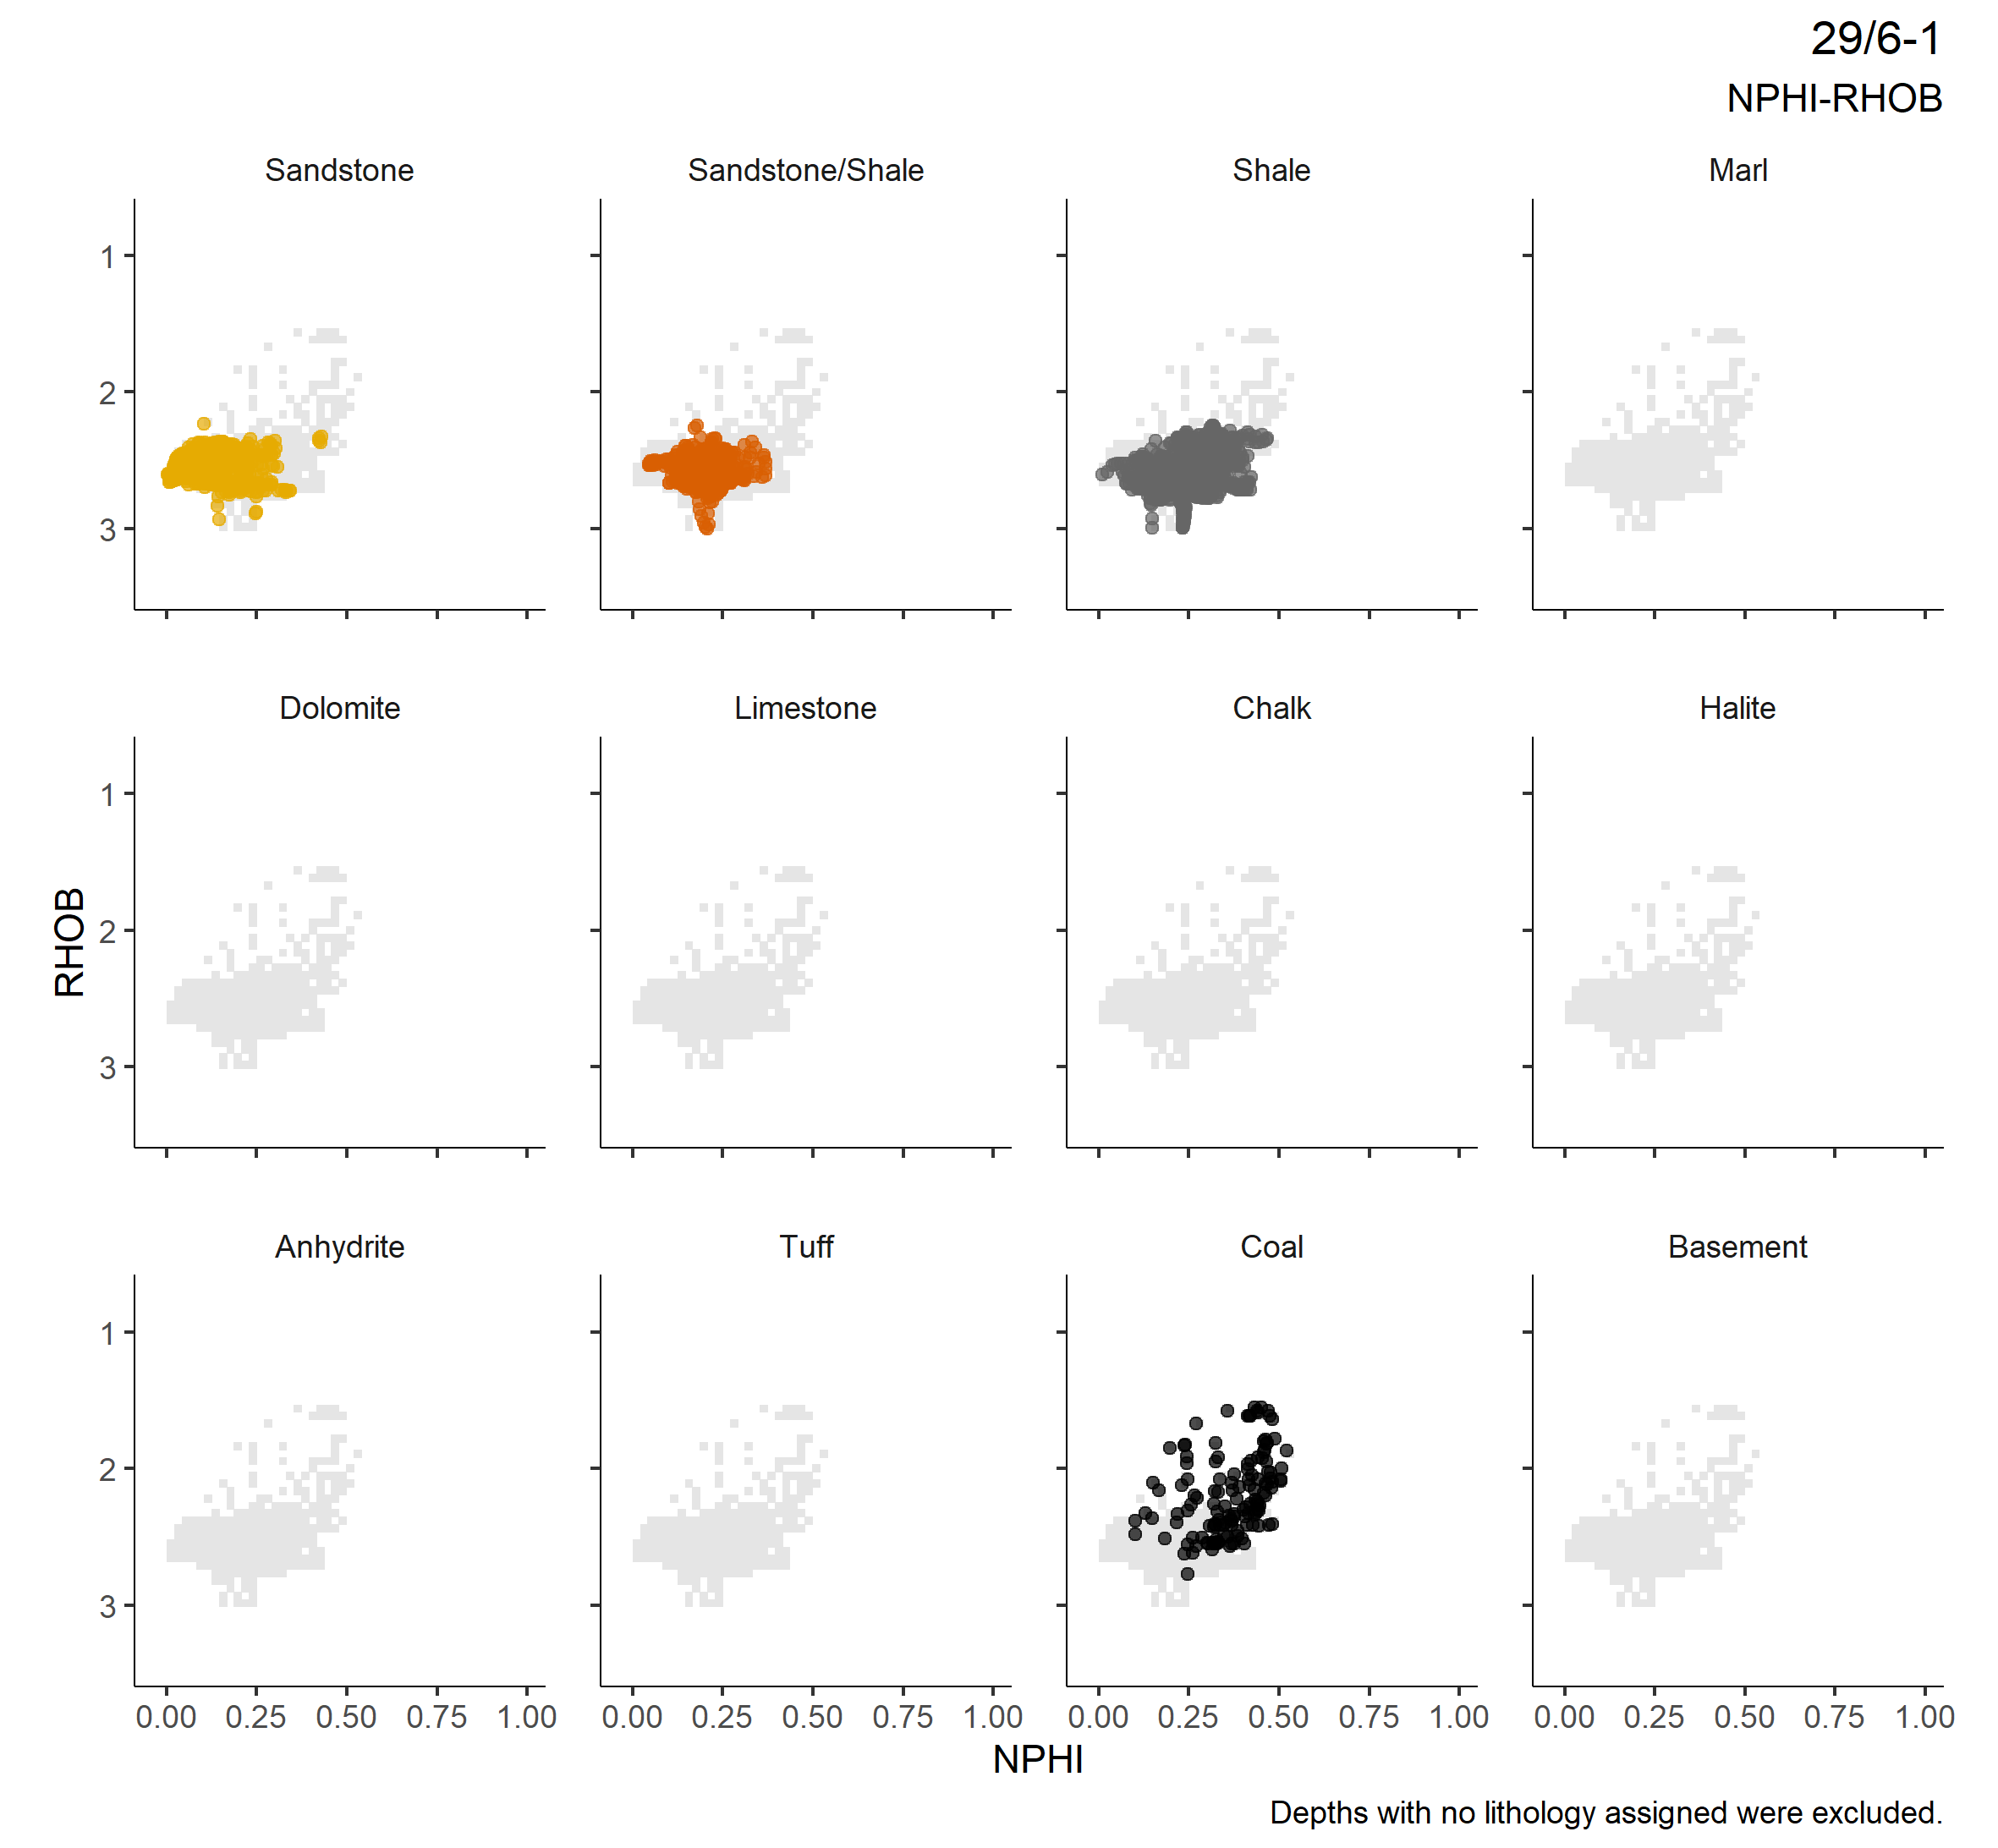 29/6-1
NPHI-RHOB
Sandstone
Sandstone/Shale
Shale
Marl
1
2
3
Dolomite
Limestone
Chalk
Halite
1
2
3
RHOB
Anhydrite
Tuff
Coal
Basement
1
2
3
0.00 0.25 0.50 0.75 1.00
0.00 0.25 0.50 0.75 1.00
0.00 0.25 0.50 0.75 1.00
0.00 0.25 0.50 0.75 1.00
NPHI
Depths with no lithology assigned were excluded.